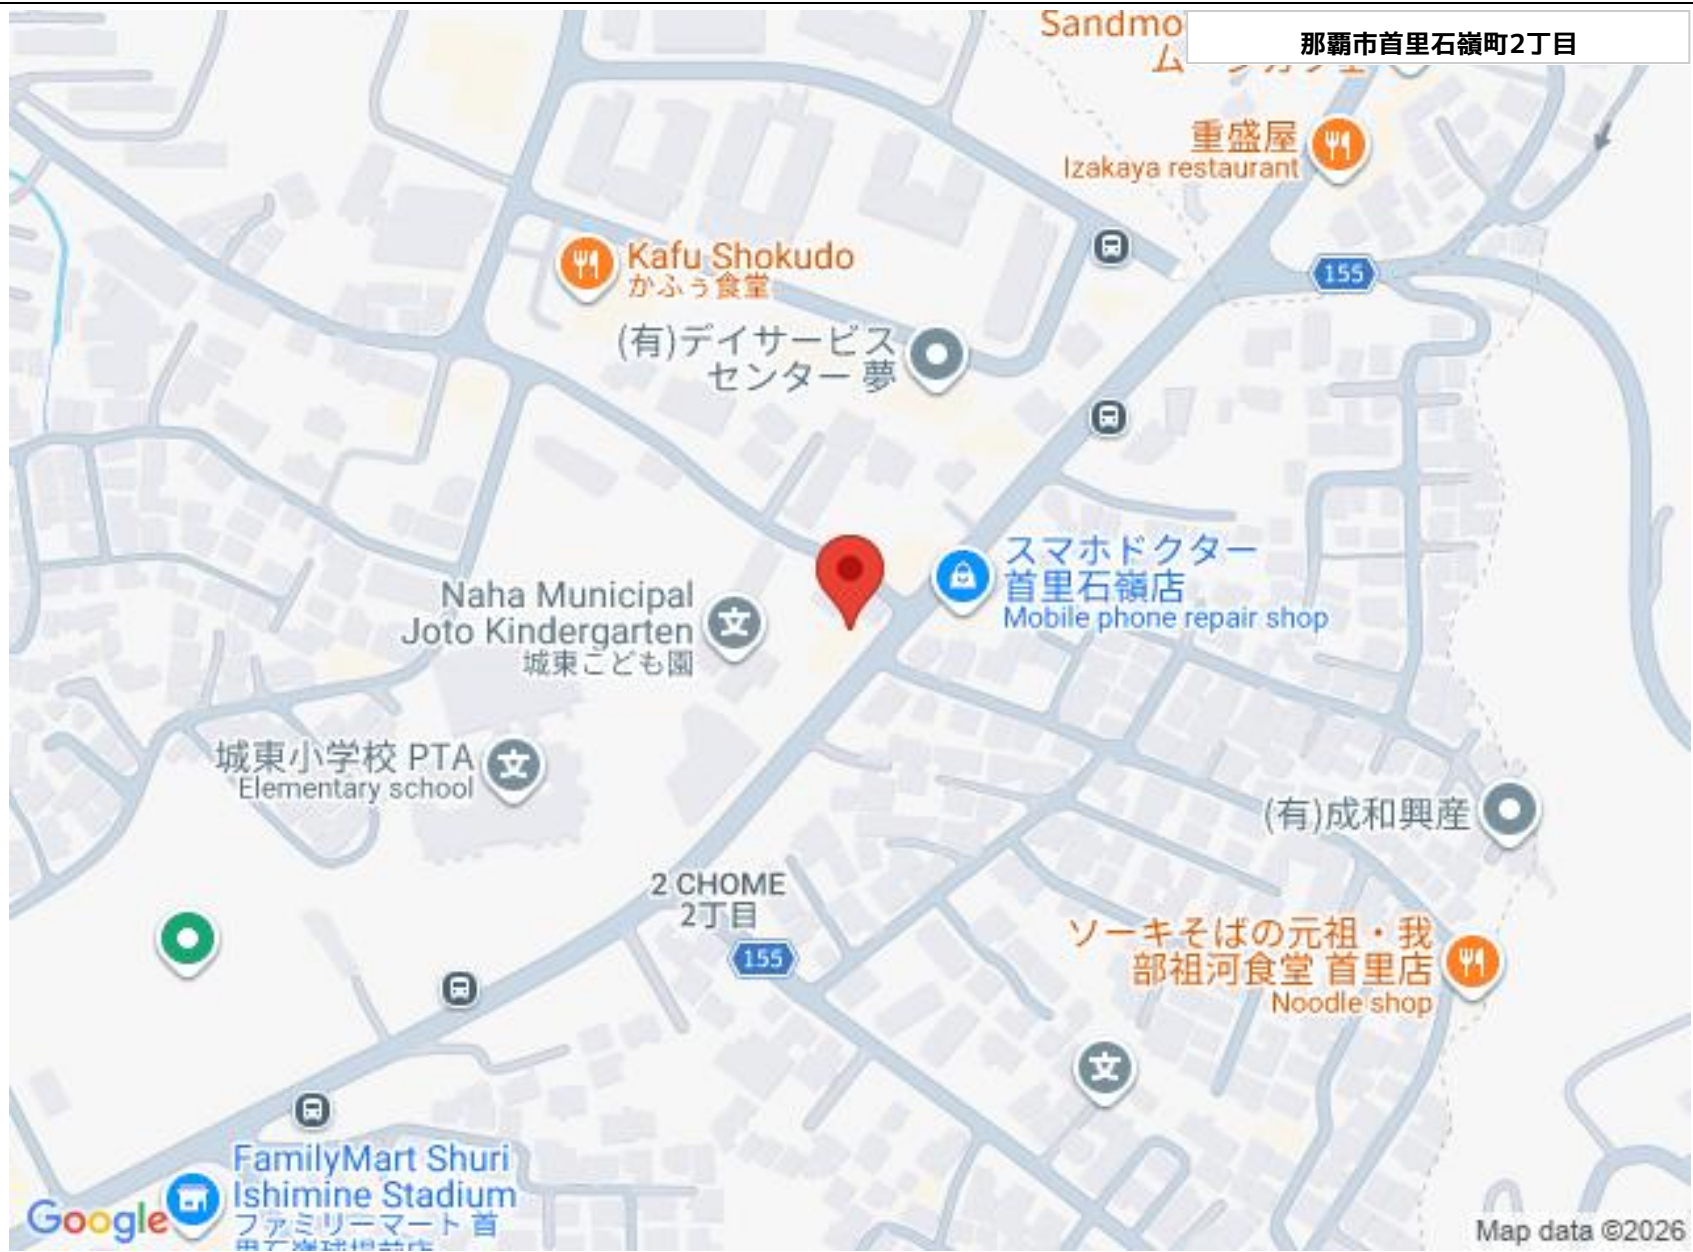 那覇市首里石嶺町2丁目
Sandmo
重盛屋
Izakaya restaurant
Kafu Shokudo
かふぅ食堂
155
(有)デイサービス
センター 夢
スマホドクター
首里石嶺店
Mobile phone repair shop
Naha Municipal
Joto Kindergarten
城東こども園
文
城東小学校 PTA
Elementary school
文
(有)成和興産
2 CHOME
2丁目
155
ソーキそばの元祖・我
部祖河食堂 首里店
Noodle shop
文
FamilyMart Shuri
Ishimine Stadium
ファミリーマート 首
Google
Map data ©2026